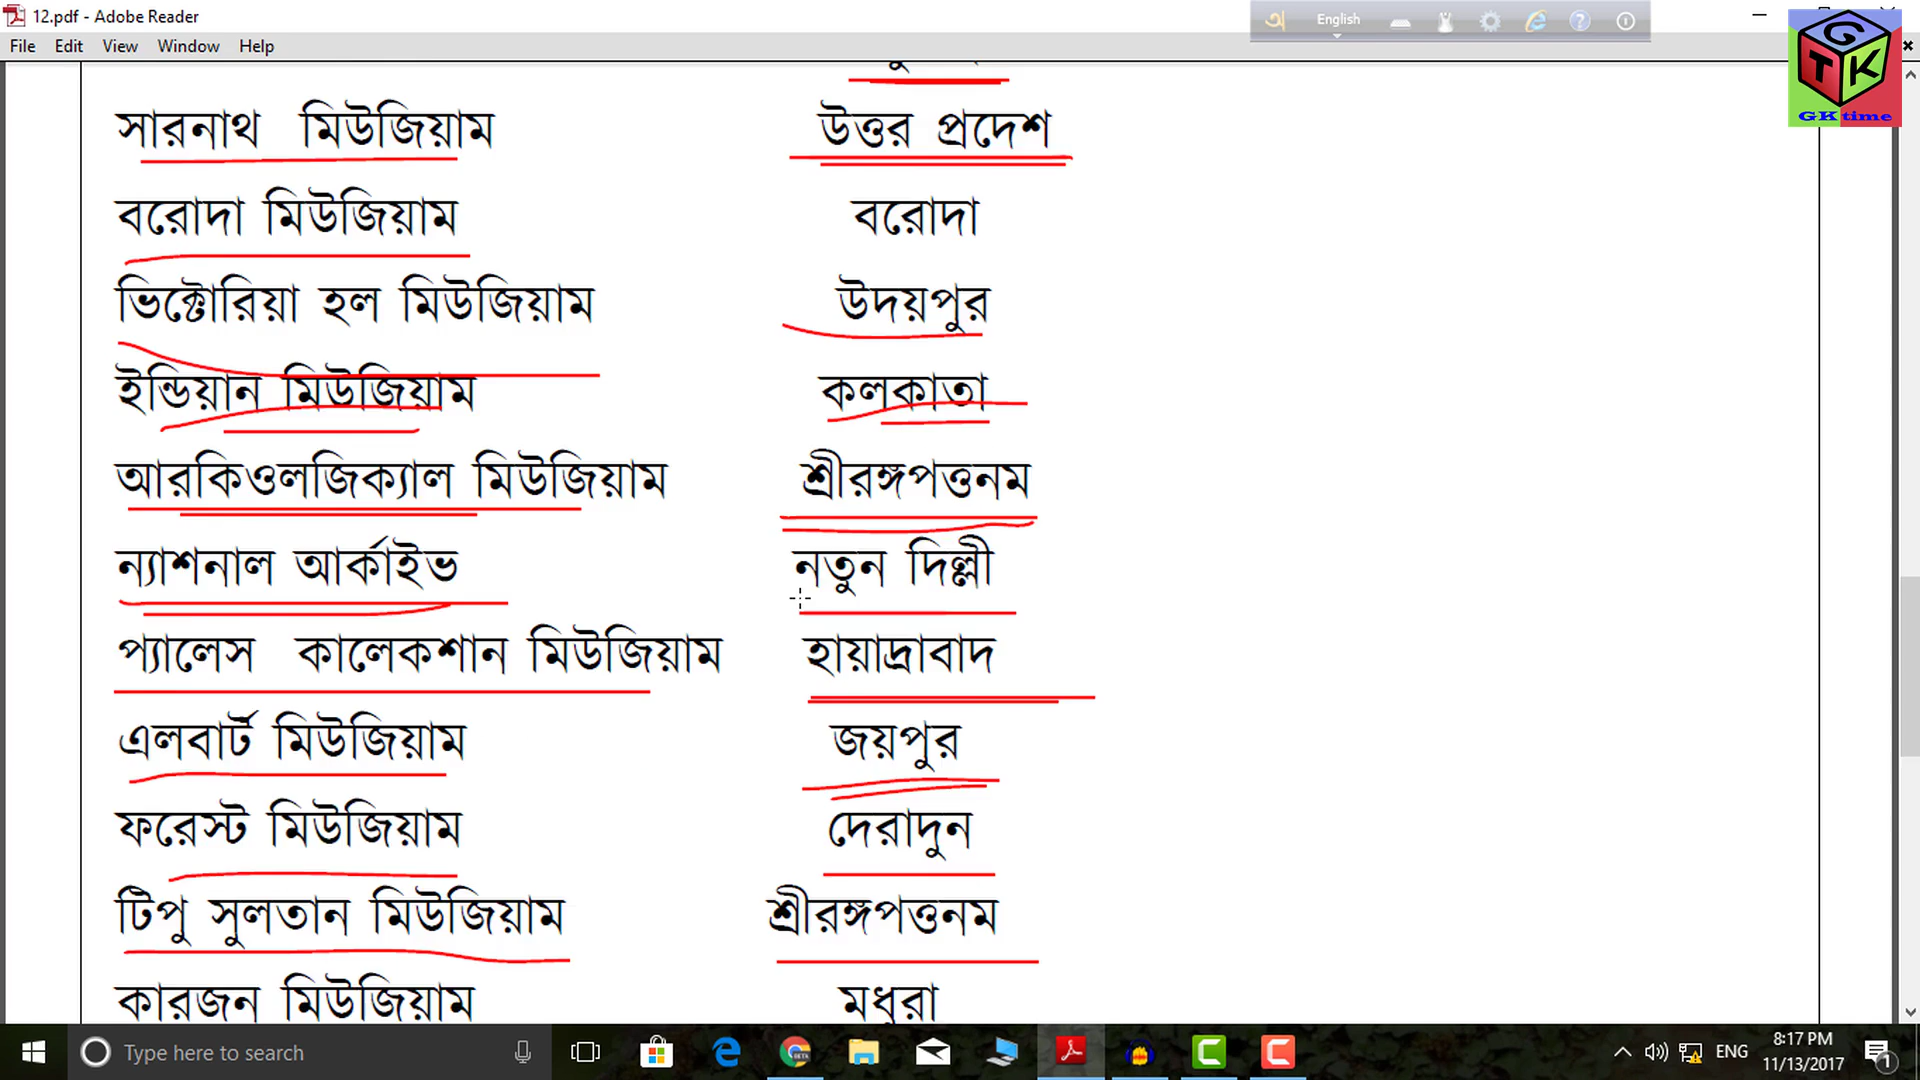 12.pdf - Adobe Reader
English
File Edit View Window Help
GTK
GK time
সারনাথ মিউজিয়াম উত্তর প্রদেশ
বরোদা মিউজিয়াম বরোদা
ভিক্টোরিয়া হল মিউজিয়াম উদয়পুর
ইন্ডিয়ান মিউজিয়াম কলকাতা
আরকিওলজিক্যাল মিউজিয়াম শ্রীরঙ্গপত্তনম
ন্যাশনাল আর্কাইভ নতুন দিল্লী
প্যালেস কালেকশান মিউজিয়াম হায়াদ্রাবাদ
এলবার্ট মিউজিয়াম জয়পুর
ফরেস্ট মিউজিয়াম দেরাদুন
টিপু সুলতান মিউজিয়াম শ্রীরঙ্গপত্তনম
কারজন মিউজিয়াম মধুরা
Type here to search
ENG
8:17 PM
11/13/2017
1